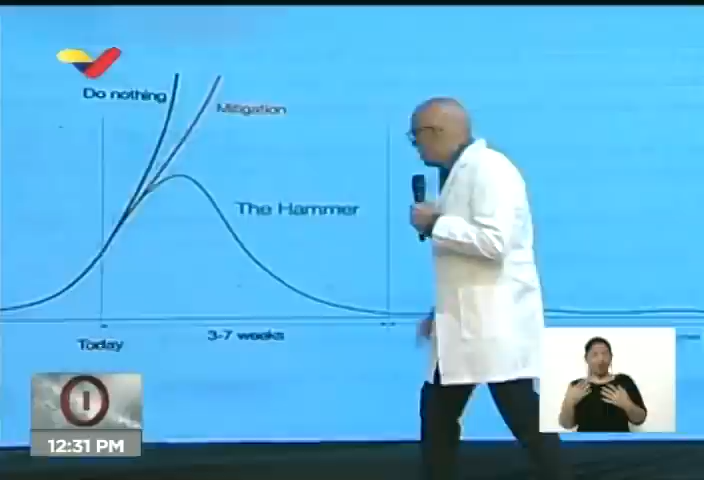 Do nothing
Mitigation
The Hammer
Today
3-7 weeks
12:31 PM